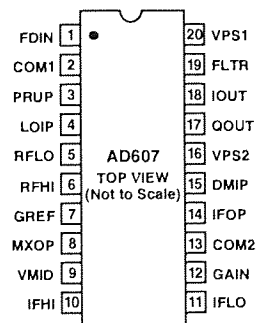 FDIN 1 20 VPS1
COM1 2 19 FLTR
PRUP 3 18 IOUT
LOIP 4 17 QOUT
RFLO 5 AD607 16 VPS2
RFHI 6 TOP VIEW 15 DMIP
(Not to Scale)
GREF 7 14 IFOP
MXOP 8 13 COM2
VMID 9 12 GAIN
IFHI 10 11 IFLO